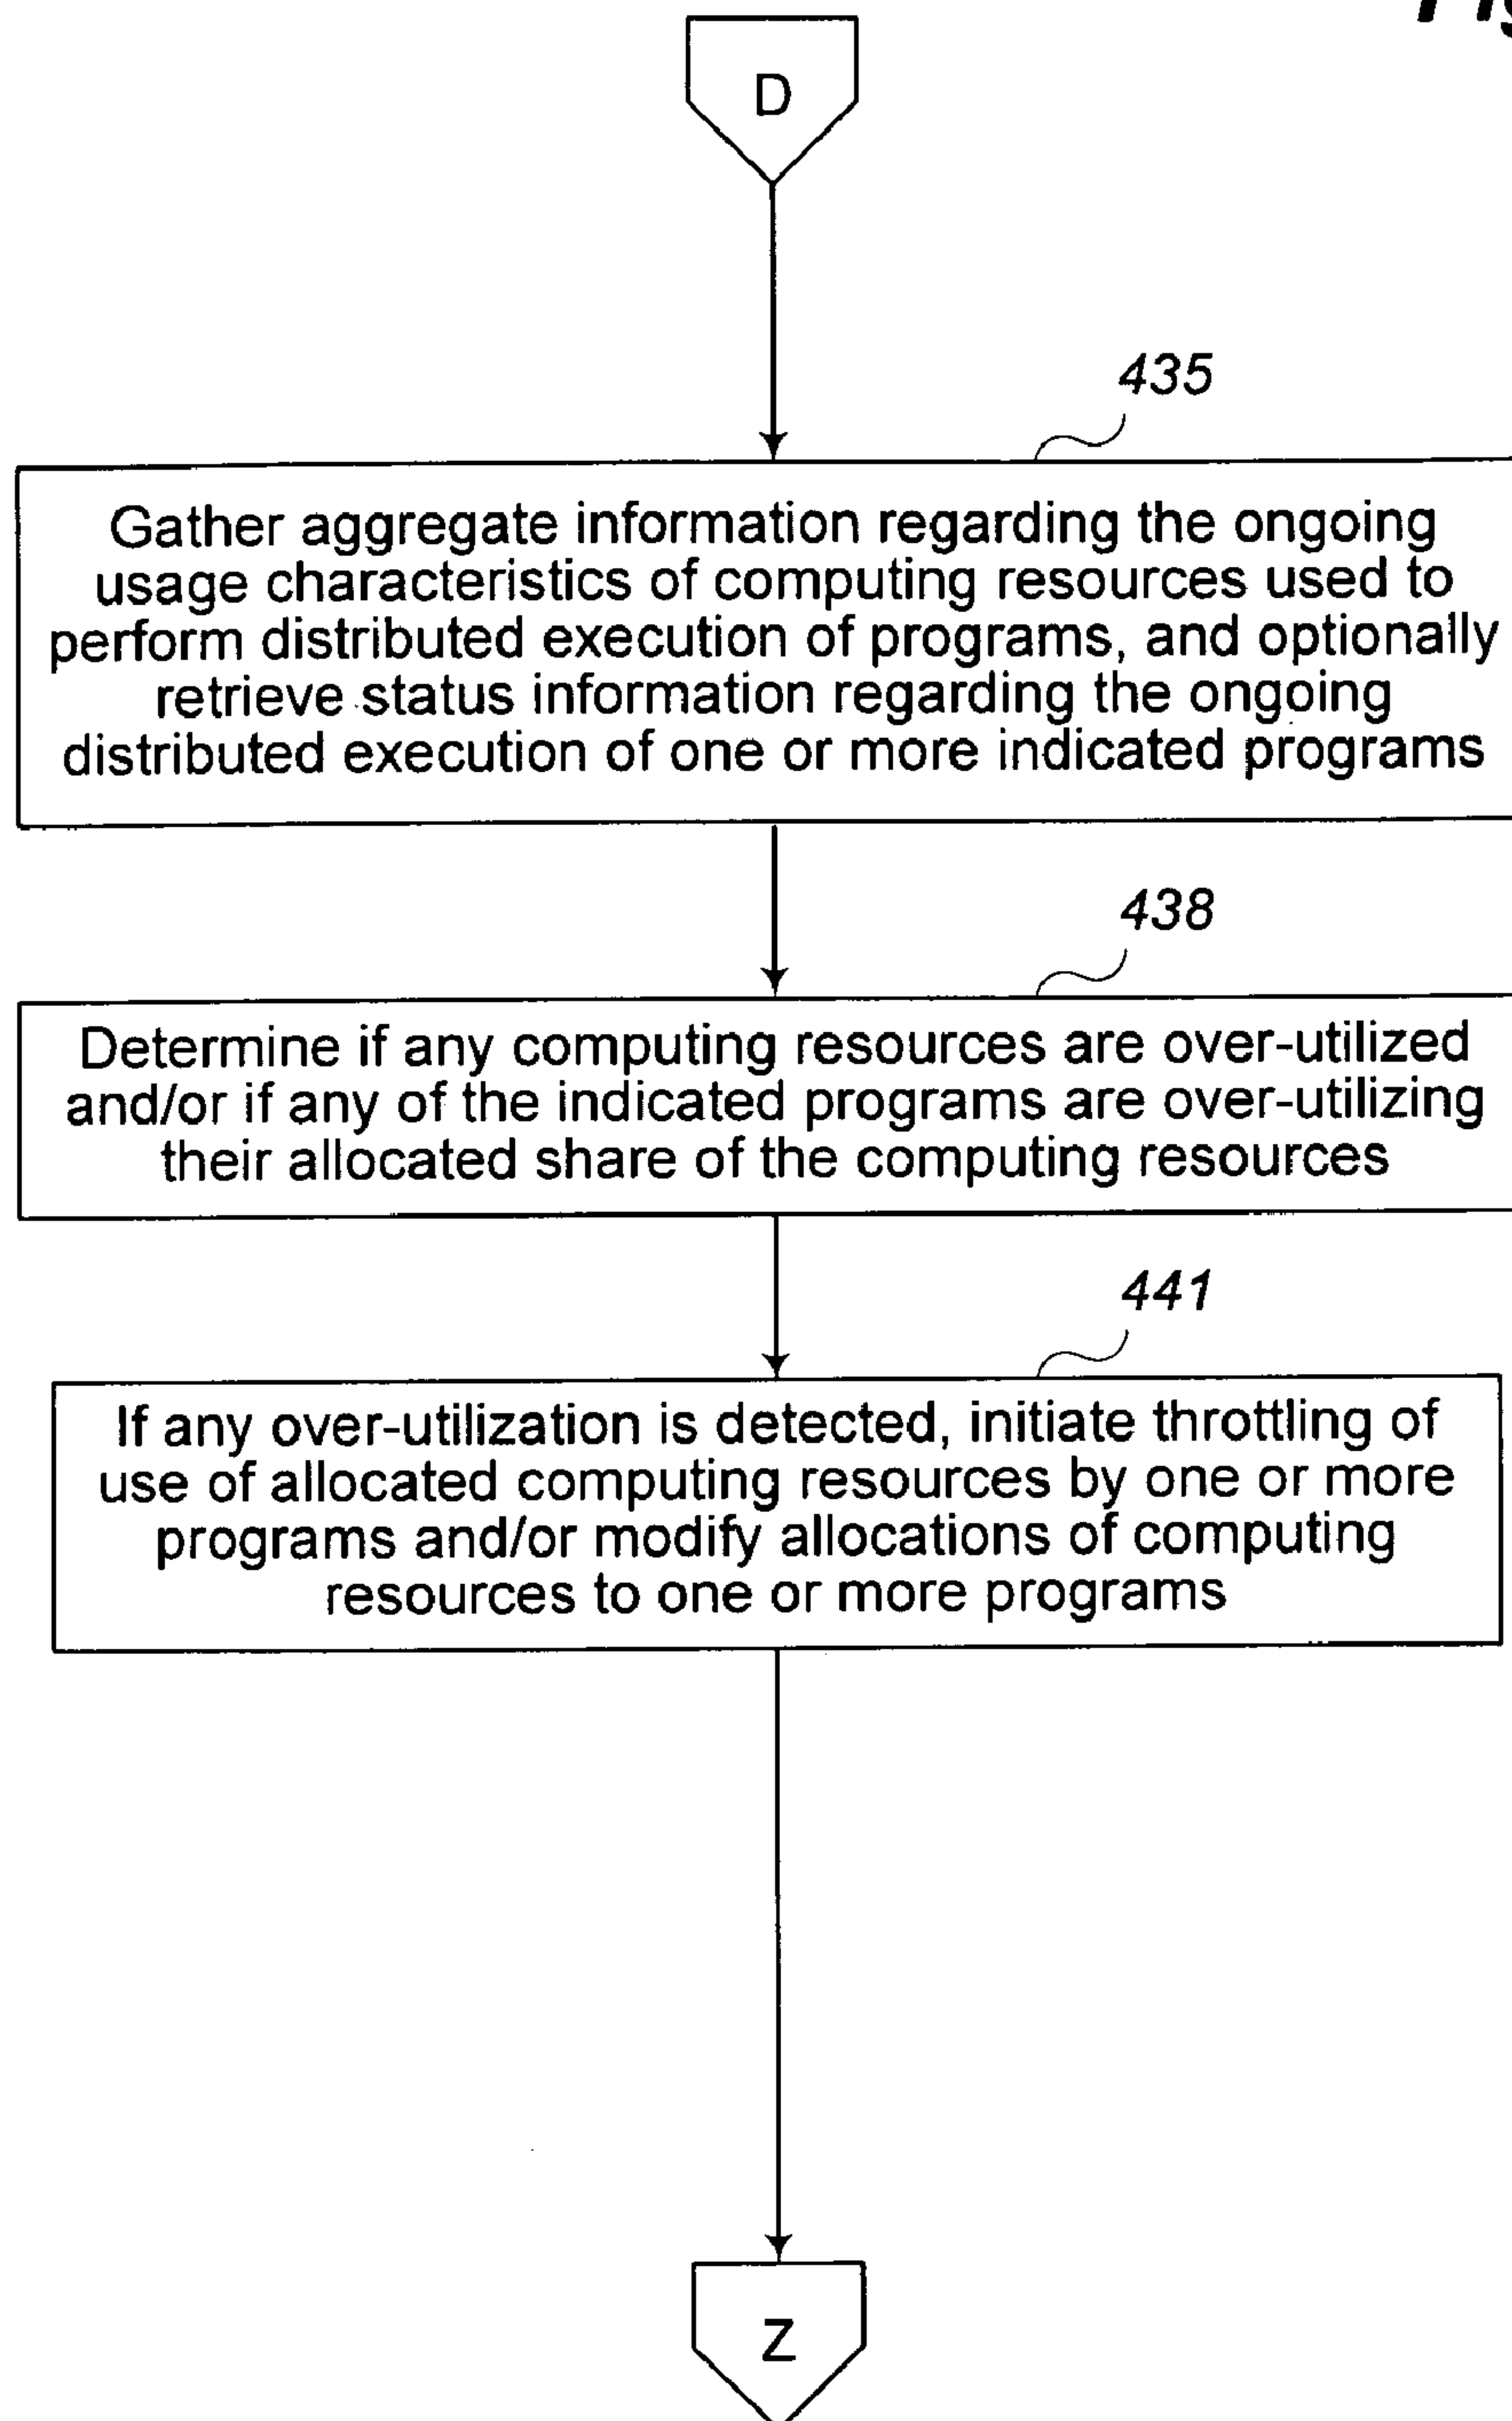 D
435
Gather aggregate information regarding the ongoing
usage characteristics of computing resources used to
perform distributed execution of programs, and optionally
retrieve status information regarding the ongoing
distributed execution of one or more indicated programs
438
Determine if any computing resources are over-utilized
and/or if any of the indicated programs are over-utilizing
their allocated share of the computing resources
441
If any over-utilization is detected, initiate throttling of
use of allocated computing resources by one or more
programs and/or modify allocations of computing
resources to one or more programs
Z